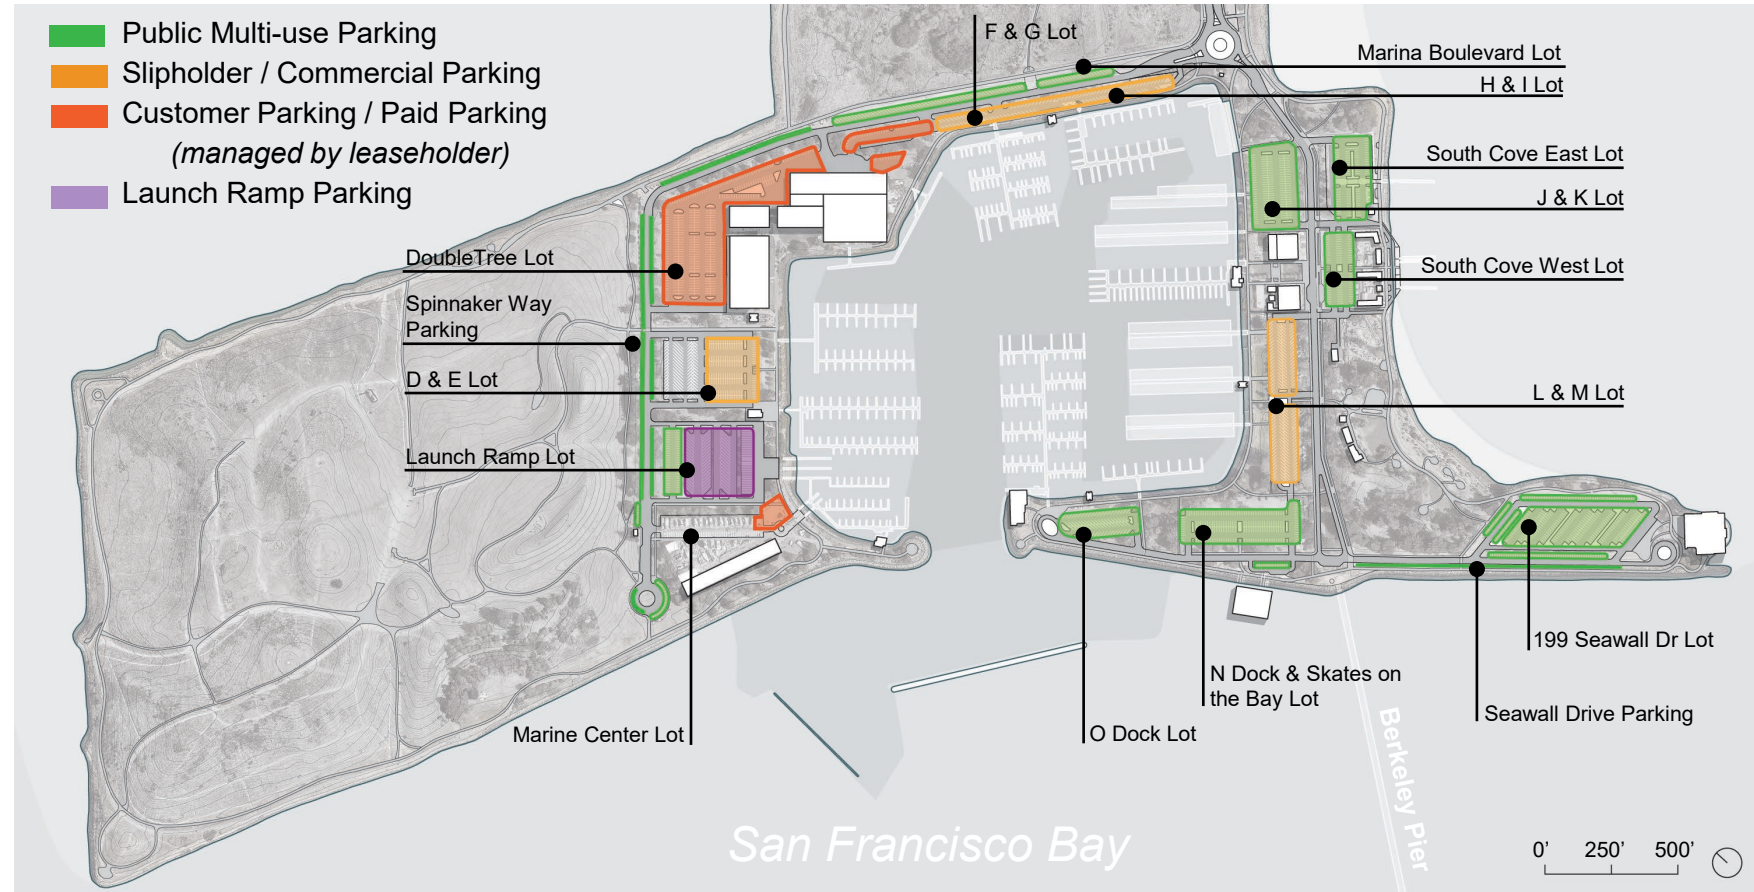 Public Multi-use Parking
Slipholder / Commercial Parking
Customer Parking / Paid Parking
(managed by leaseholder)
Launch Ramp Parking
F & G Lot
Marina Boulevard Lot
H & I Lot
South Cove East Lot
J & K Lot
South Cove West Lot
L & M Lot
DoubleTree Lot
Spinnaker Way
Parking
D & E Lot
Launch Ramp Lot
Marine Center Lot
O Dock Lot
N Dock & Skates on
the Bay Lot
199 Seawall Dr Lot
Seawall Drive Parking
Berkeley Pier
San Francisco Bay
0' 250' 500'